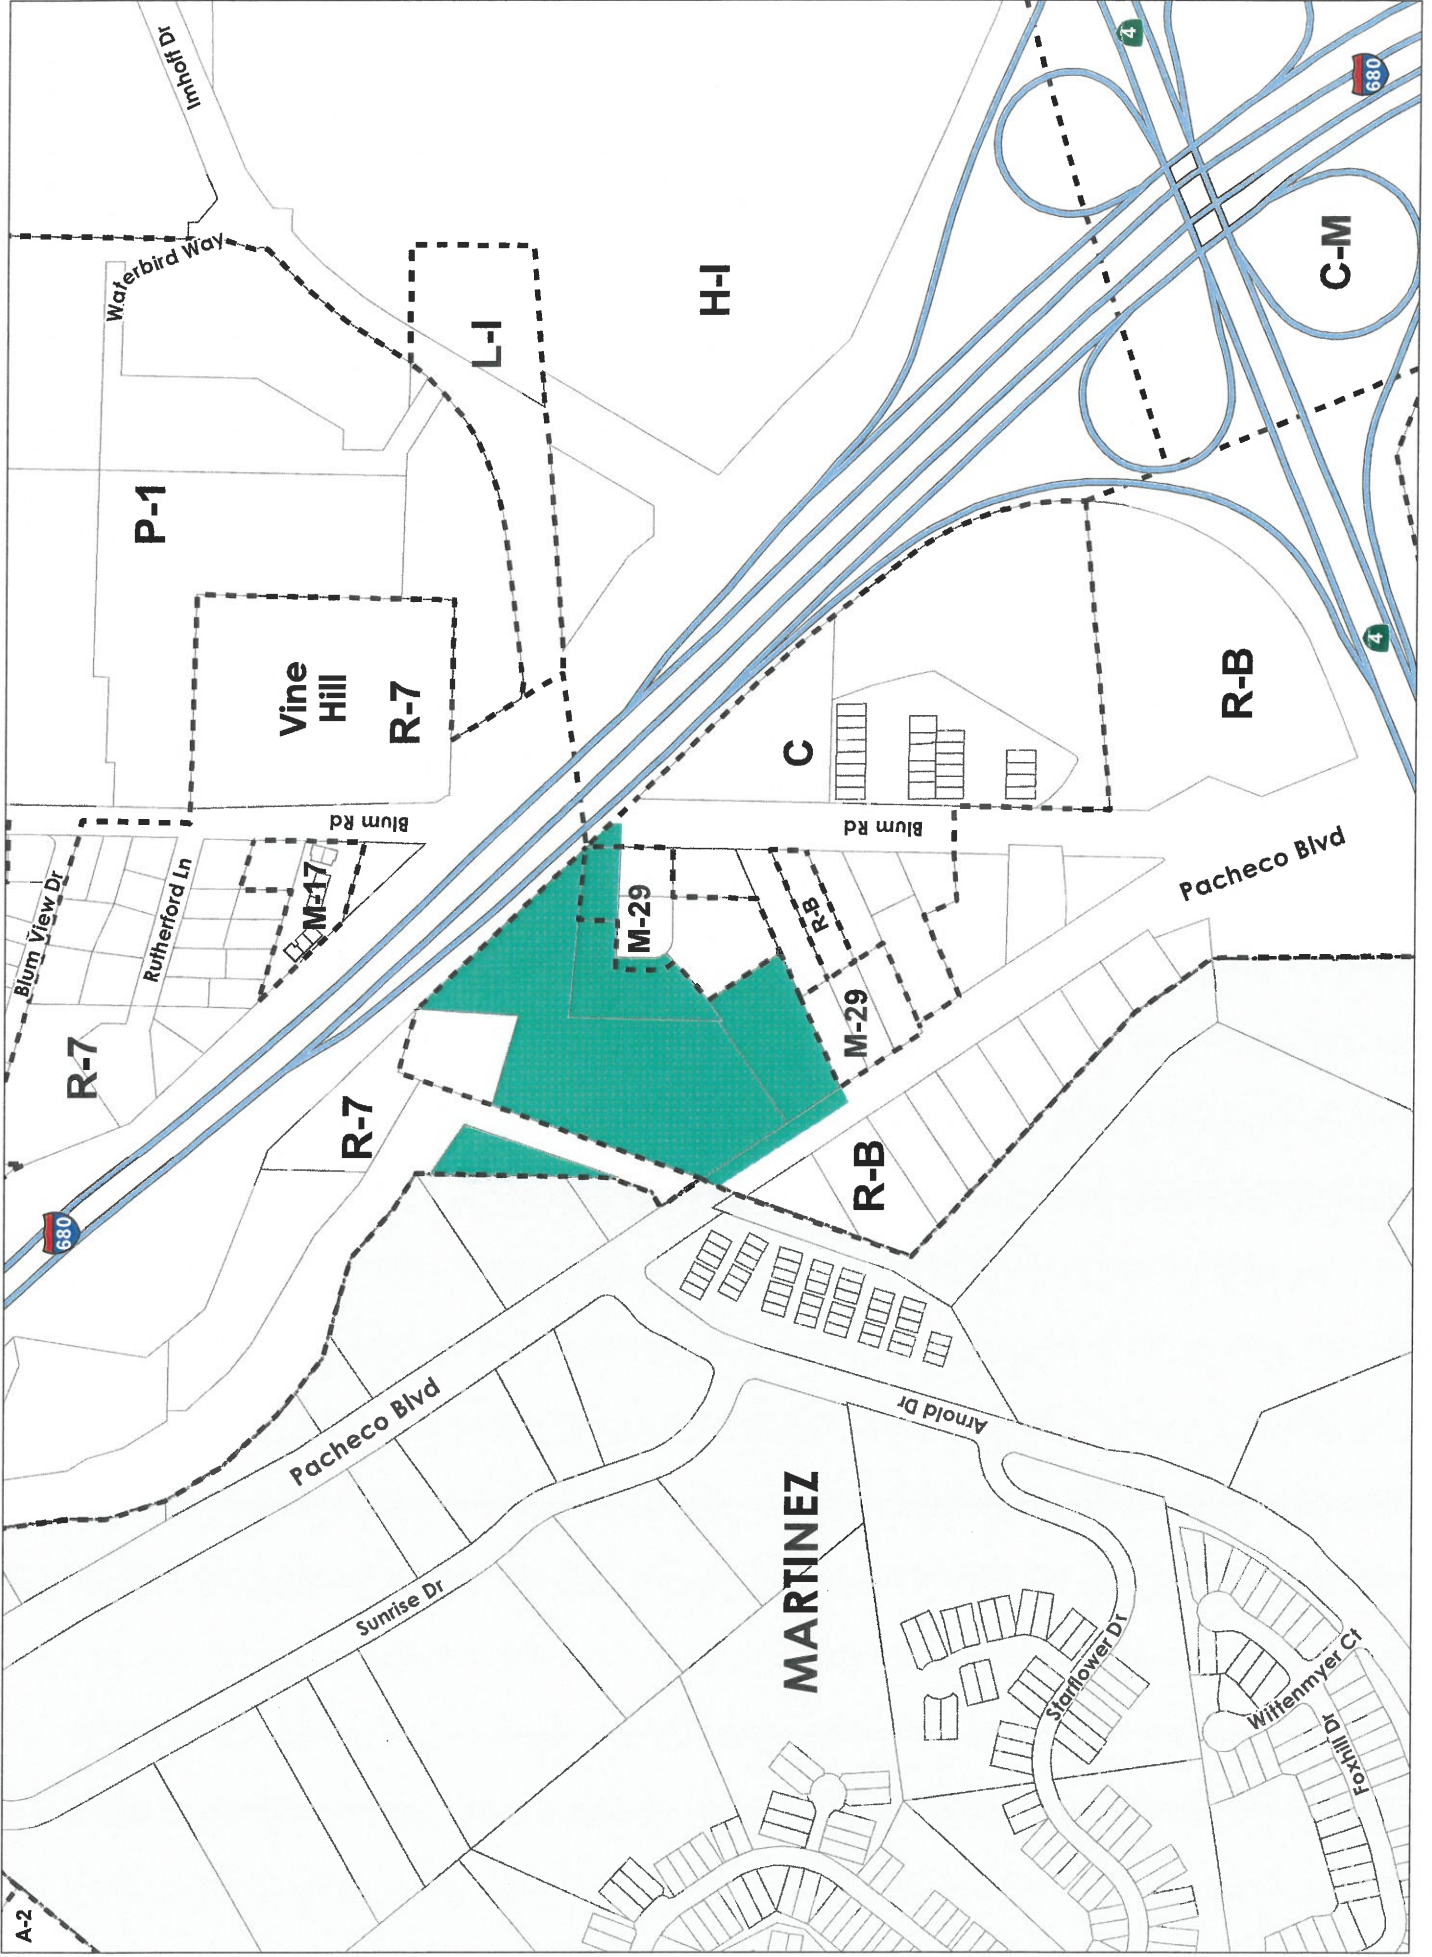 A-2
MARTINEZ
Sunrise Dr
Pacheco Blvd
Starflower Dr
Wittenmyer Ct
Foxhill Dr
Arnold Dr
680
R-7
R-7
R-B
M-29
M-29
R-B
M-17
Blum View Dr
Rutherford Ln
Blum Rd
Blum Rd
Pacheco Blvd
Vine
Hill
R-7
C
R-B
4
P-1
L-I
H-I
C-M
Waterbird Way
Imhoff Dr
4
680